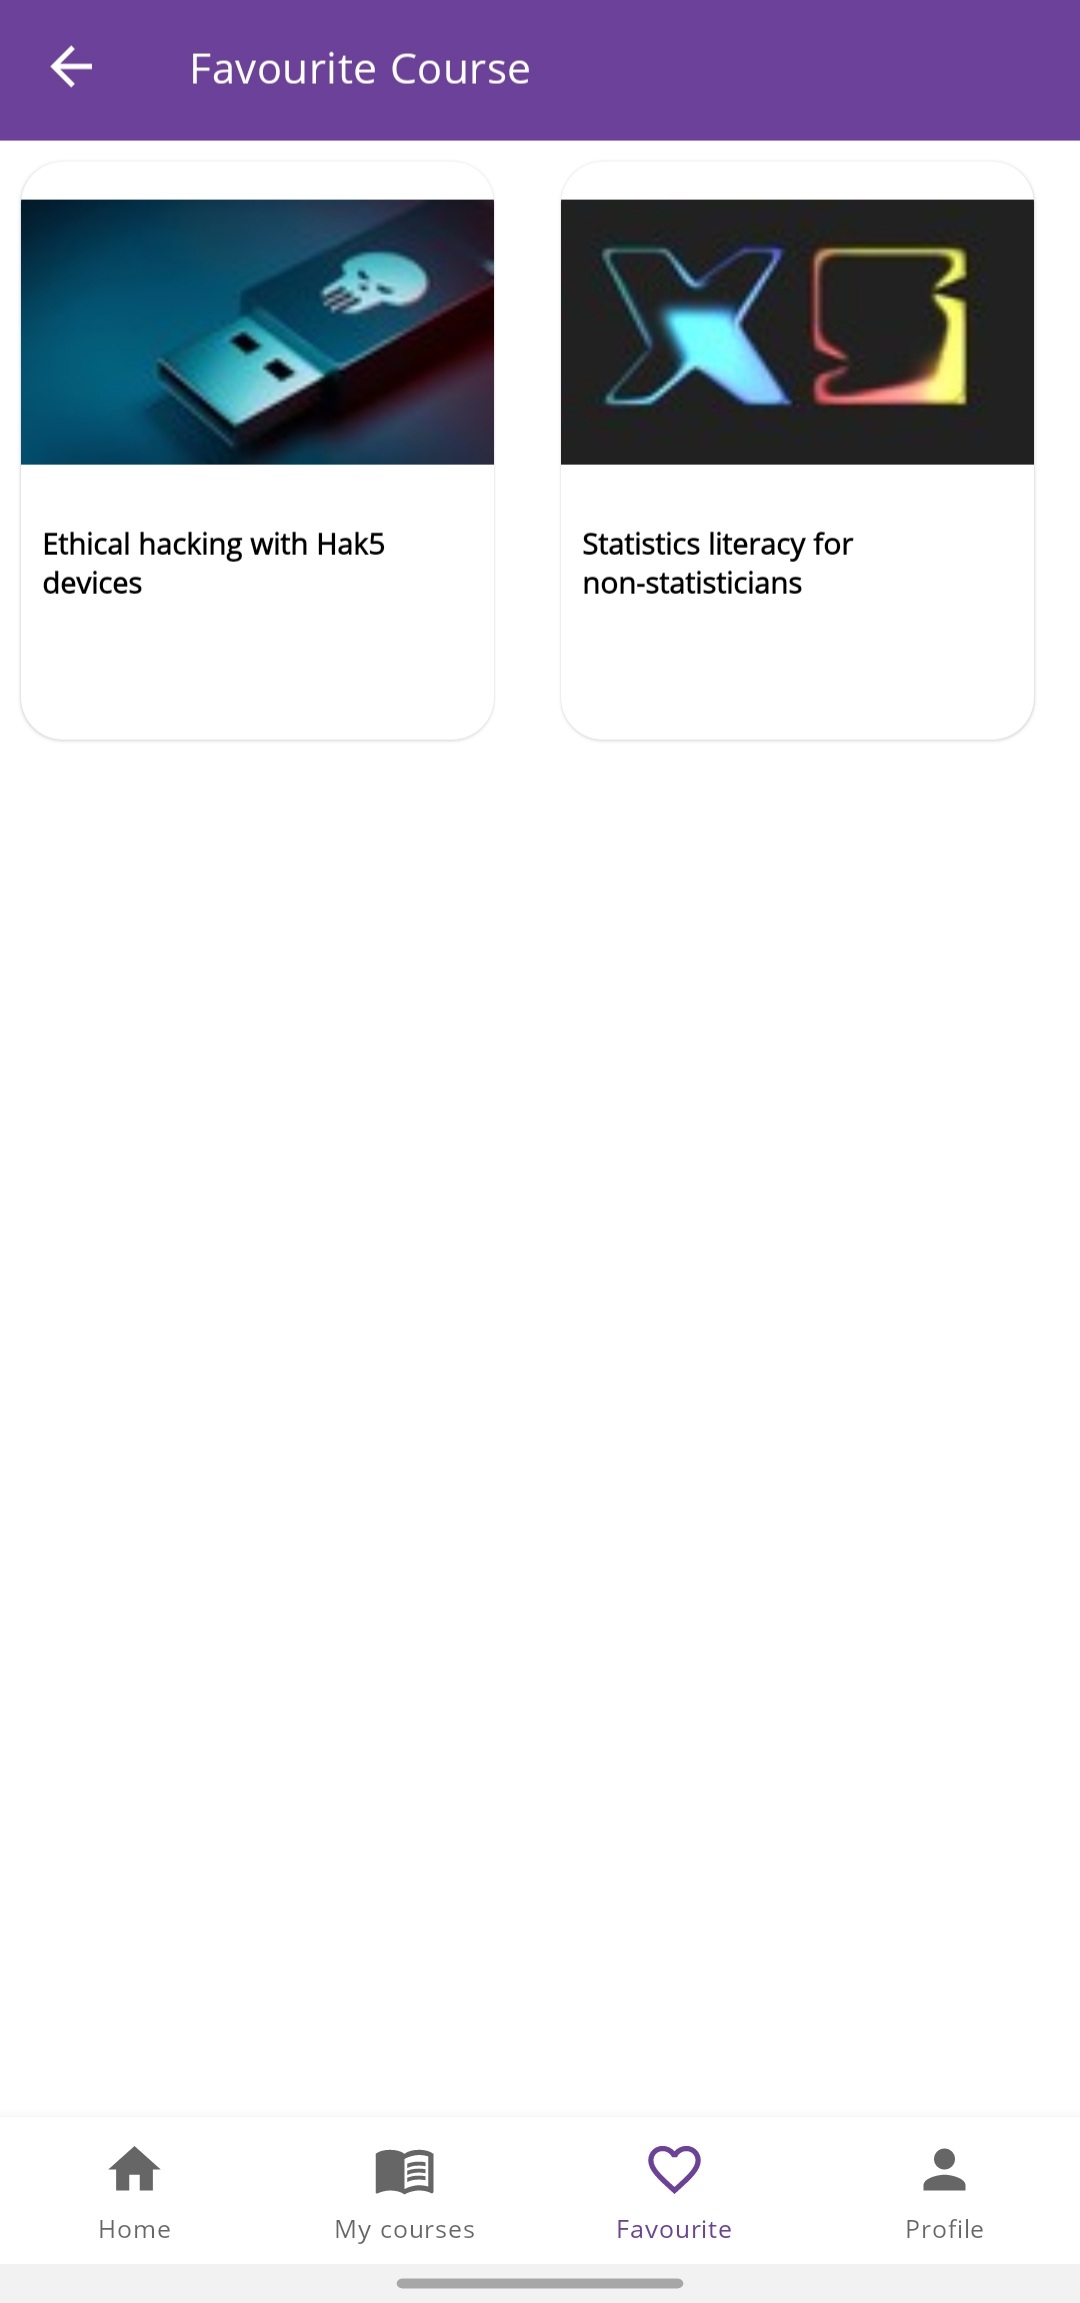 Favourite Course
Ethical hacking with Hak5
devices
Statistics literacy for
non-statisticians
Home
My courses
Favourite
Profile